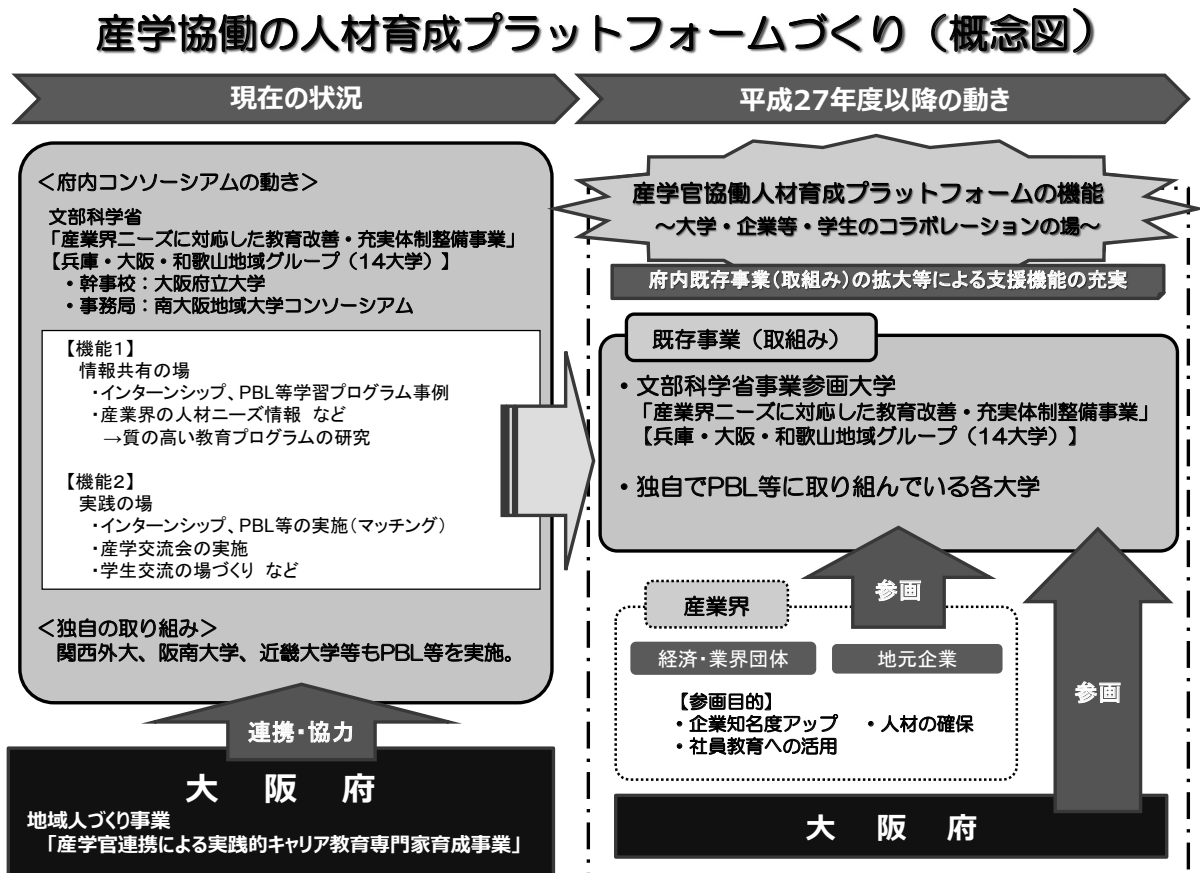 産学協働の人材育成プラットフォームづくり（概念図）
現在の状況
＜府内コンソーシアムの動き＞
文部科学省
「産業界ニーズに対応した教育改善・充実体制整備事業」
【兵庫・大阪・和歌山地域グループ（14大学）】
・幹事校：大阪府立大学
・事務局：南大阪地域大学コンソーシアム
【機能１】
情報共有の場
・インターンシップ、PBL等学習プログラム事例
・産業界の人材ニーズ情報 など
→質の高い教育プログラムの研究
【機能２】
実践の場
・インターンシップ、PBL等の実施（マッチング）
・産学交流会の実施
・学生交流の場づくり など
＜独自の取り組み＞
関西外大、阪南大学、近畿大学等もPBL等を実施。
連携・協力
大 阪 府
地域人づくり事業
「産学官連携による実践的キャリア教育専門家育成事業」
平成27年度以降の動き
産学官協働人材育成プラットフォームの機能
～大学・企業等・学生のコラボレーションの場～
府内既存事業（取組み）の拡大等による支援機能の充実
既存事業（取組み）
・文部科学省事業参画大学
「産業界ニーズに対応した教育改善・充実体制整備事業」
【兵庫・大阪・和歌山地域グループ（14大学）】
・独自でPBL等に取り組んでいる各大学
参画
産業界
経済・業界団体 地元企業
【参画目的】
・企業知名度アップ ・人材の確保
・社員教育への活用
参画
大 阪 府